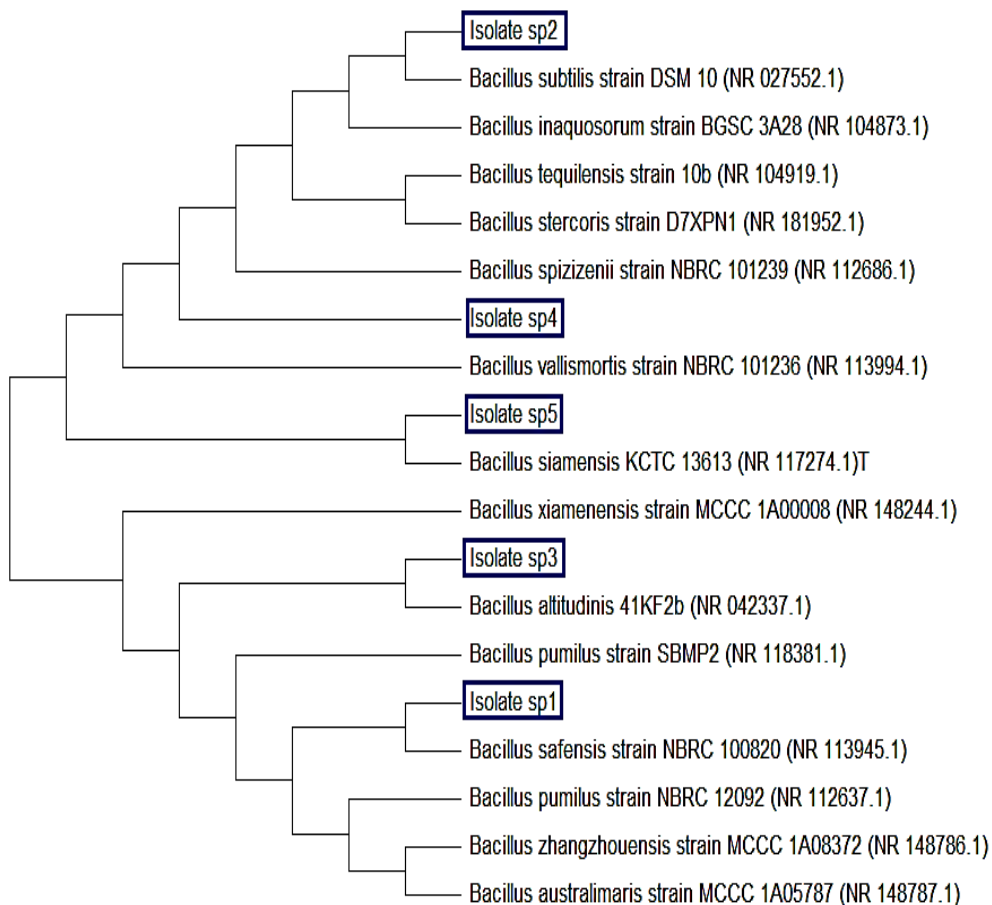 Isolate sp2
Bacillus subtilis strain DSM 10 (NR 027552.1)
Bacillus inaquosorum strain BGSC 3A28 (NR 104873.1)
Bacillus tequilensis strain 10b (NR 104919.1)
Bacillus stercoris strain D7XPN1 (NR 181952.1)
Bacillus spizizenii strain NBRC 101239 (NR 112686.1)
Isolate sp4
Bacillus vallismortis strain NBRC 101236 (NR 113994.1)
Isolate sp5
Bacillus siamensis KCTC 13613 (NR 117274.1)T
Bacillus xiamenensis strain MCCC 1A00008 (NR 148244.1)
Isolate sp3
Bacillus altitudinis 41KF2b (NR 042337.1)
Bacillus pumilus strain SBMP2 (NR 118381.1)
Isolate sp1
Bacillus safensis strain NBRC 100820 (NR 113945.1)
Bacillus pumilus strain NBRC 12092 (NR 112637.1)
Bacillus zhangzhouensis strain MCCC 1A08372 (NR 148786.1)
Bacillus australimaris strain MCCC 1A05787 (NR 148787.1)